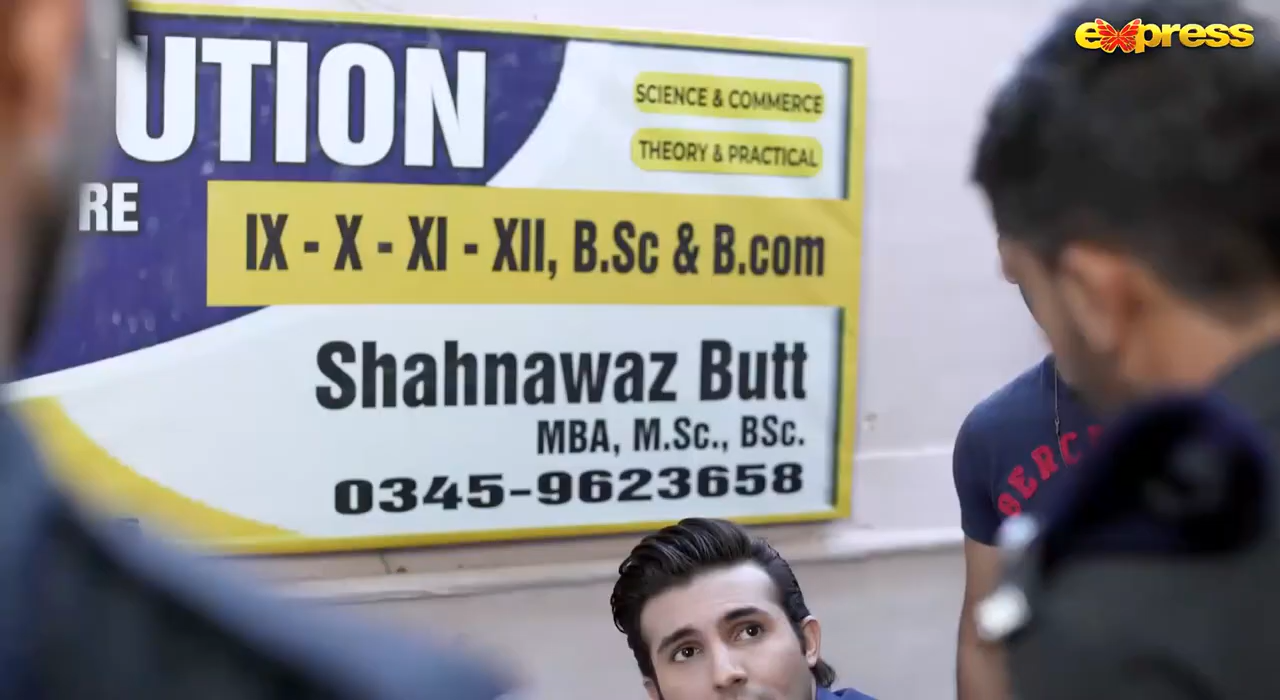 express
UTION
SCIENCE & COMMERCE
THEORY & PRACTICAL
RE
IX - X - XI - XII, B.Sc & B.com
Shahnawaz Butt
MBA, M.Sc., BSc.
0345-9623658